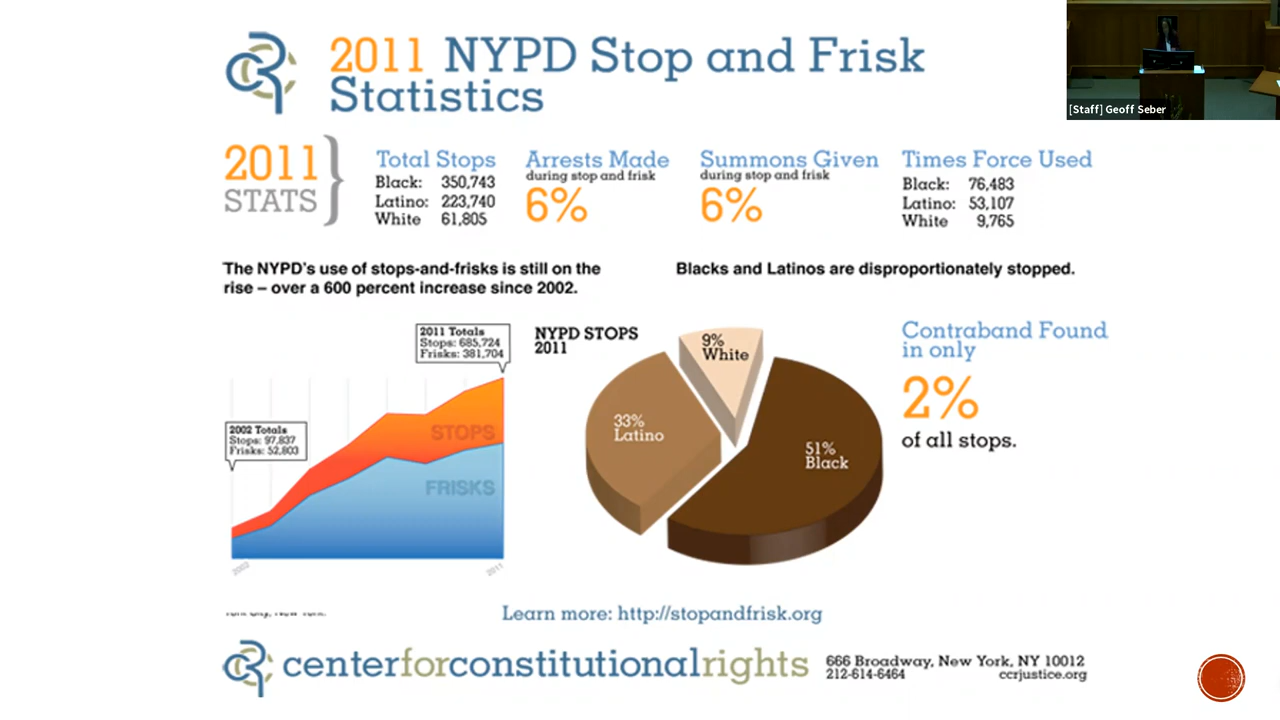 [Staff] Geoff Seber
2011 NYPD Stop and Frisk
Statistics
2011
STATS
Total Stops
Black: 350,743
Latino: 223,740
White 61,805
Arrests Made
during stop and frisk
6%
Summons Given
during stop and frisk
6%
Times Force Used
Black: 76,483
Latino: 53,107
White 9,765
The NYPD's use of stops-and-frisks is still on the
rise – over a 600 percent increase since 2002.
Blacks and Latinos are disproportionately stopped.
2011 Totals
Stops: 685,724
Frisks: 381,704
2002 Totals
Stops: 97,837
Frisks: 52,803
STOPS
FRISKS
2002
2011
NYPD STOPS
2011
9%
White
33%
Latino
51%
Black
Contraband Found
in only
2%
of all stops.
Learn more: http://stopandfrisk.org
centerforconstitutionalrights
666 Broadway, New York, NY 10012
212-614-6464 ccrjustice.org